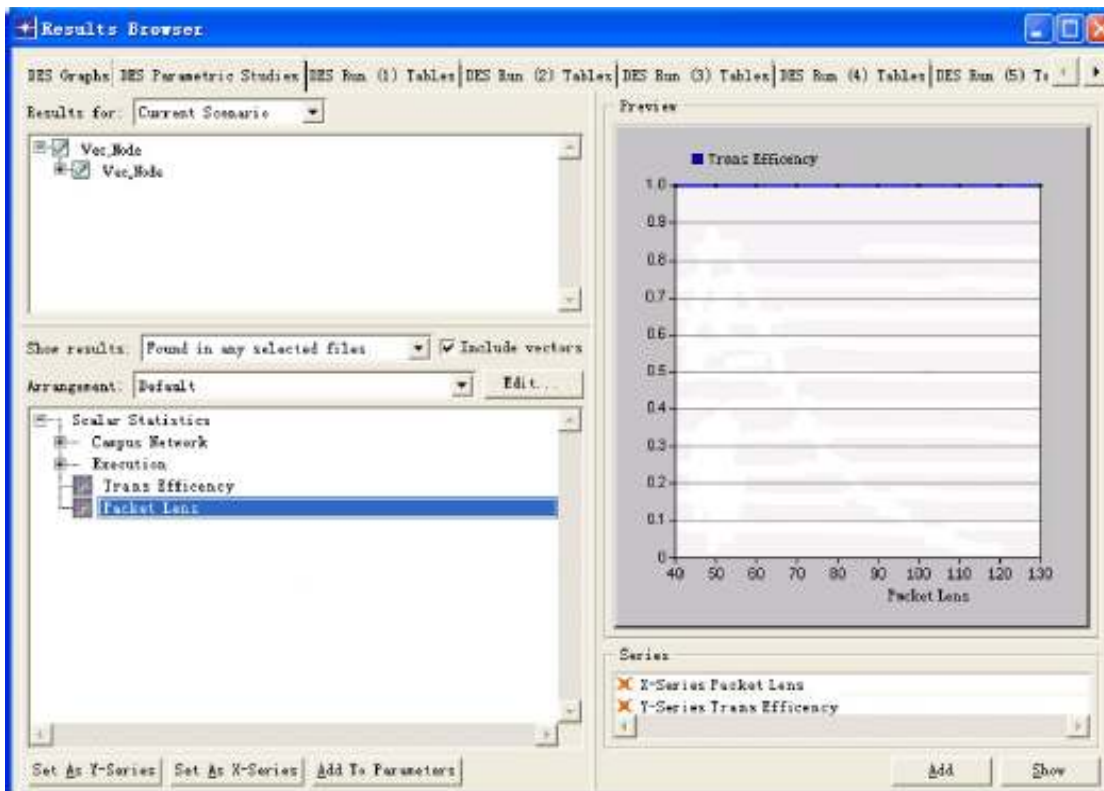 Results Browser
DES Graphs DES Parametric Studies DES Run (1) Tables DES Run (2) Tables DES Run (3) Tables DES Run (4) Tables DES Run (5) T
Results for: Current Scenario
Vec_Node
Vec_Node
Show results: Found in any selected files Include vectors
Arrangement: Default Edit...
Scalar Statistics
Campus Network
Execution
Trans Efficency
Packet Lens
Set As Y-Series Set As X-Series Add To Parameters
Preview
Trans Efficency
1.0
0.9
0.8
0.7
0.6
0.5
0.4
0.3
0.2
0.1
0
40 50 60 70 80 90 100 110 120 130
Packet Lens
Series
X-Series Packet Lens
Y-Series Trans Efficency
Add Show